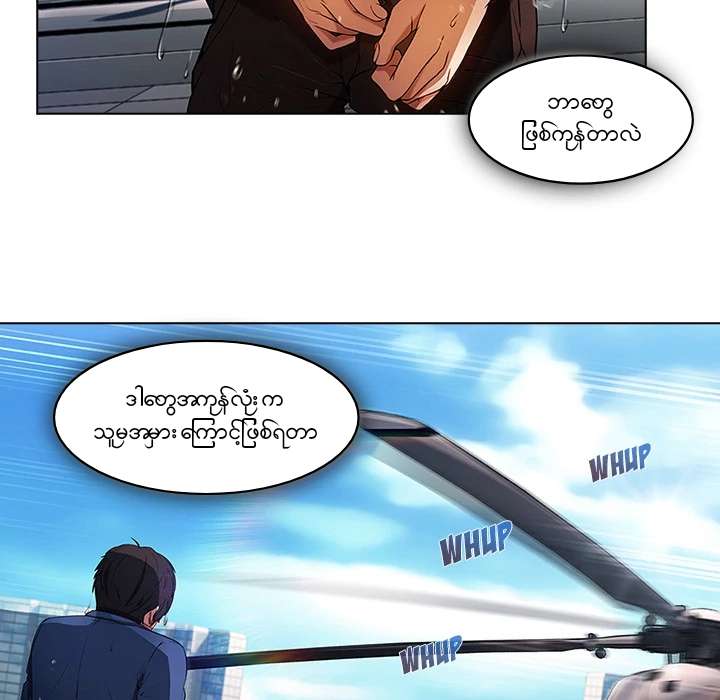 ဘာတွေ
ဖြစ်ကုန်တာလဲ
ဒါတွေအကုန်လုံး က
သူမအမှား ကြောင့်ဖြစ်ရတာ
WHUP
WHUP
WHUP